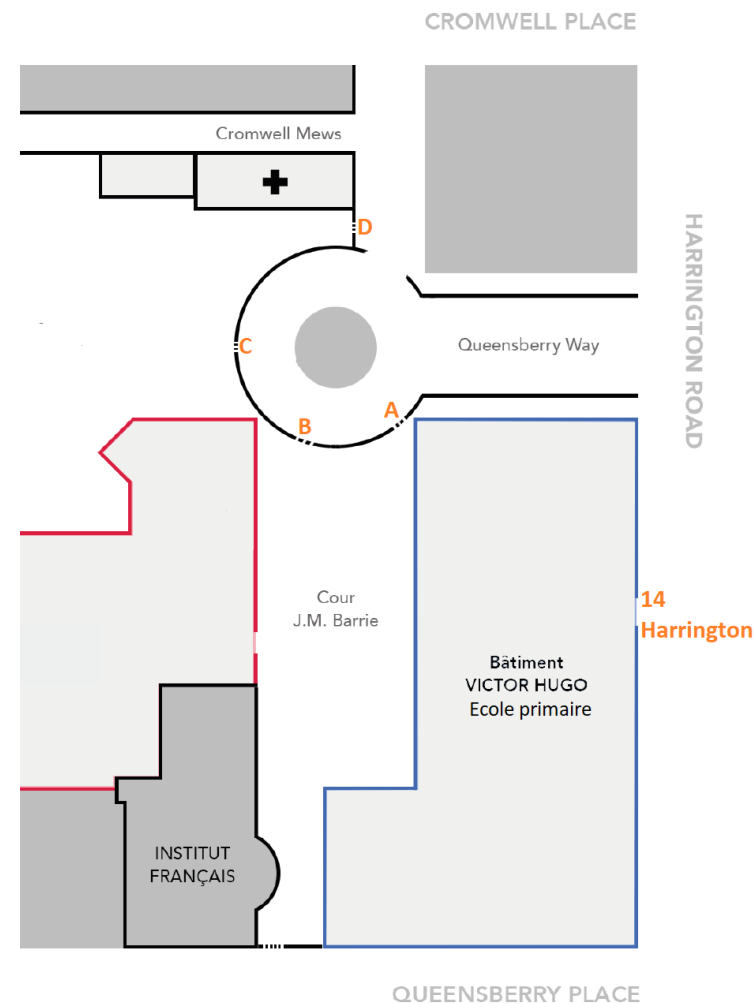 CROMWELL PLACE
Cromwell Mews
D
HARRINGTON ROAD
C
Queensberry Way
A
B
Cour
J.M. Barrie
14
Harrington
Bâtiment
VICTOR HUGO
Ecole primaire
INSTITUT
FRANÇAIS
QUEENSBERRY PLACE